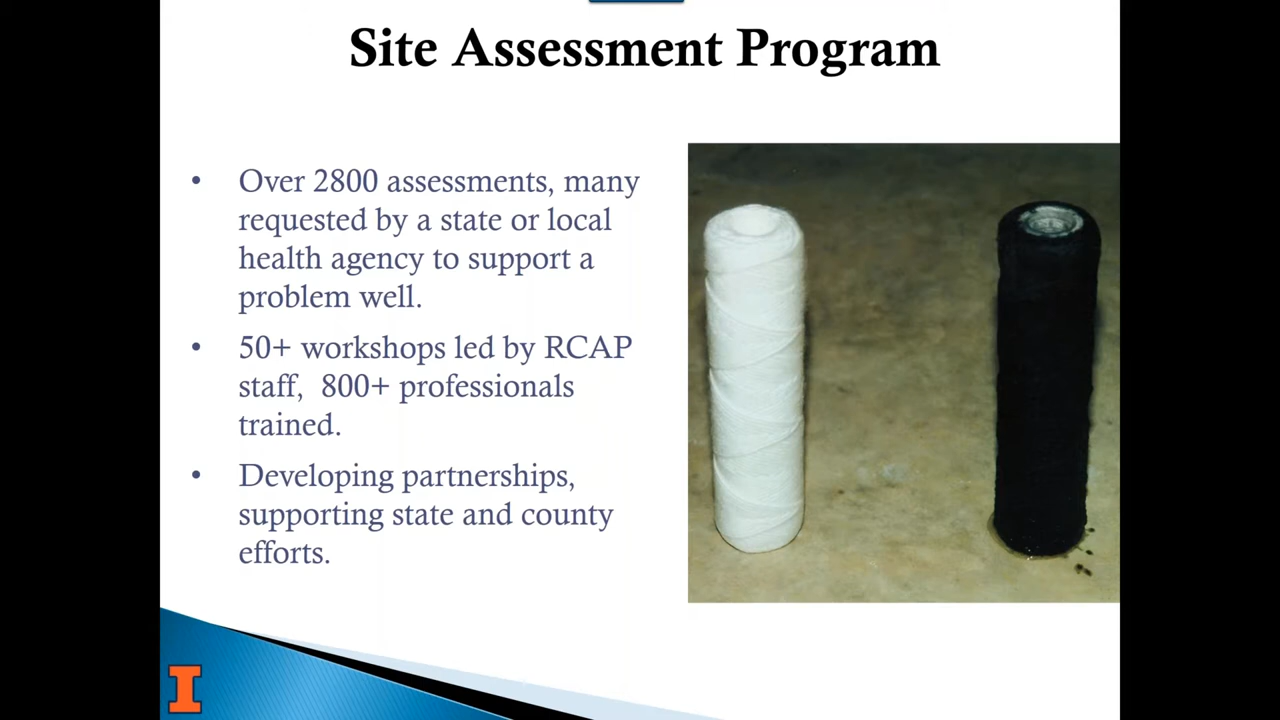 Site Assessment Program
• Over 2800 assessments, many
requested by a state or local
health agency to support a
problem well.
• 50+ workshops led by RCAP
staff,  800+ professionals
trained.
• Developing partnerships,
supporting state and county
efforts.
I